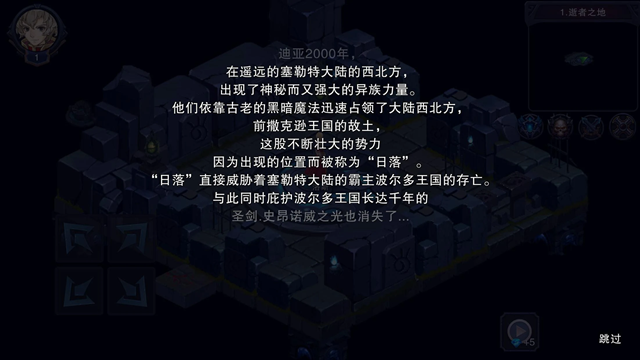 1.逝者之地
1
迪亚2000年，
在遥远的塞勒特大陆的西北方，
出现了神秘而又强大的异族力量。
他们依靠古老的黑暗魔法迅速占领了大陆西北方，
前撒克逊王国的故土，
这股不断壮大的势力
因为出现的位置而被称为“日落”。
“日落”直接威胁着塞勒特大陆的霸主波尔多王国的存亡。
与此同时庇护波尔多王国长达千年的
圣剑.史昂诺威之光也消失了...
+5
跳过